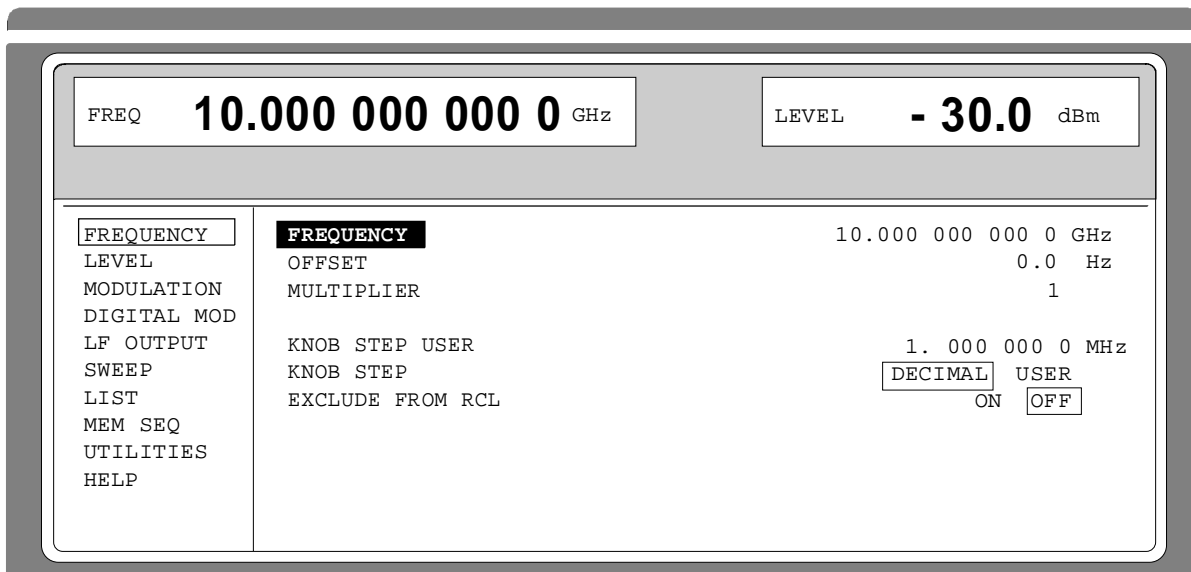 FREQ 10.000 000 000 0 GHz LEVEL - 30.0 dBm
FREQUENCY FREQUENCY 10.000 000 000 0 GHz
LEVEL OFFSET 0.0 Hz
MODULATION MULTIPLIER 1
DIGITAL MOD
LF OUTPUT KNOB STEP USER 1. 000 000 0 MHz
SWEEP KNOB STEP DECIMAL USER
LIST EXCLUDE FROM RCL ON OFF
MEM SEQ
UTILITIES
HELP